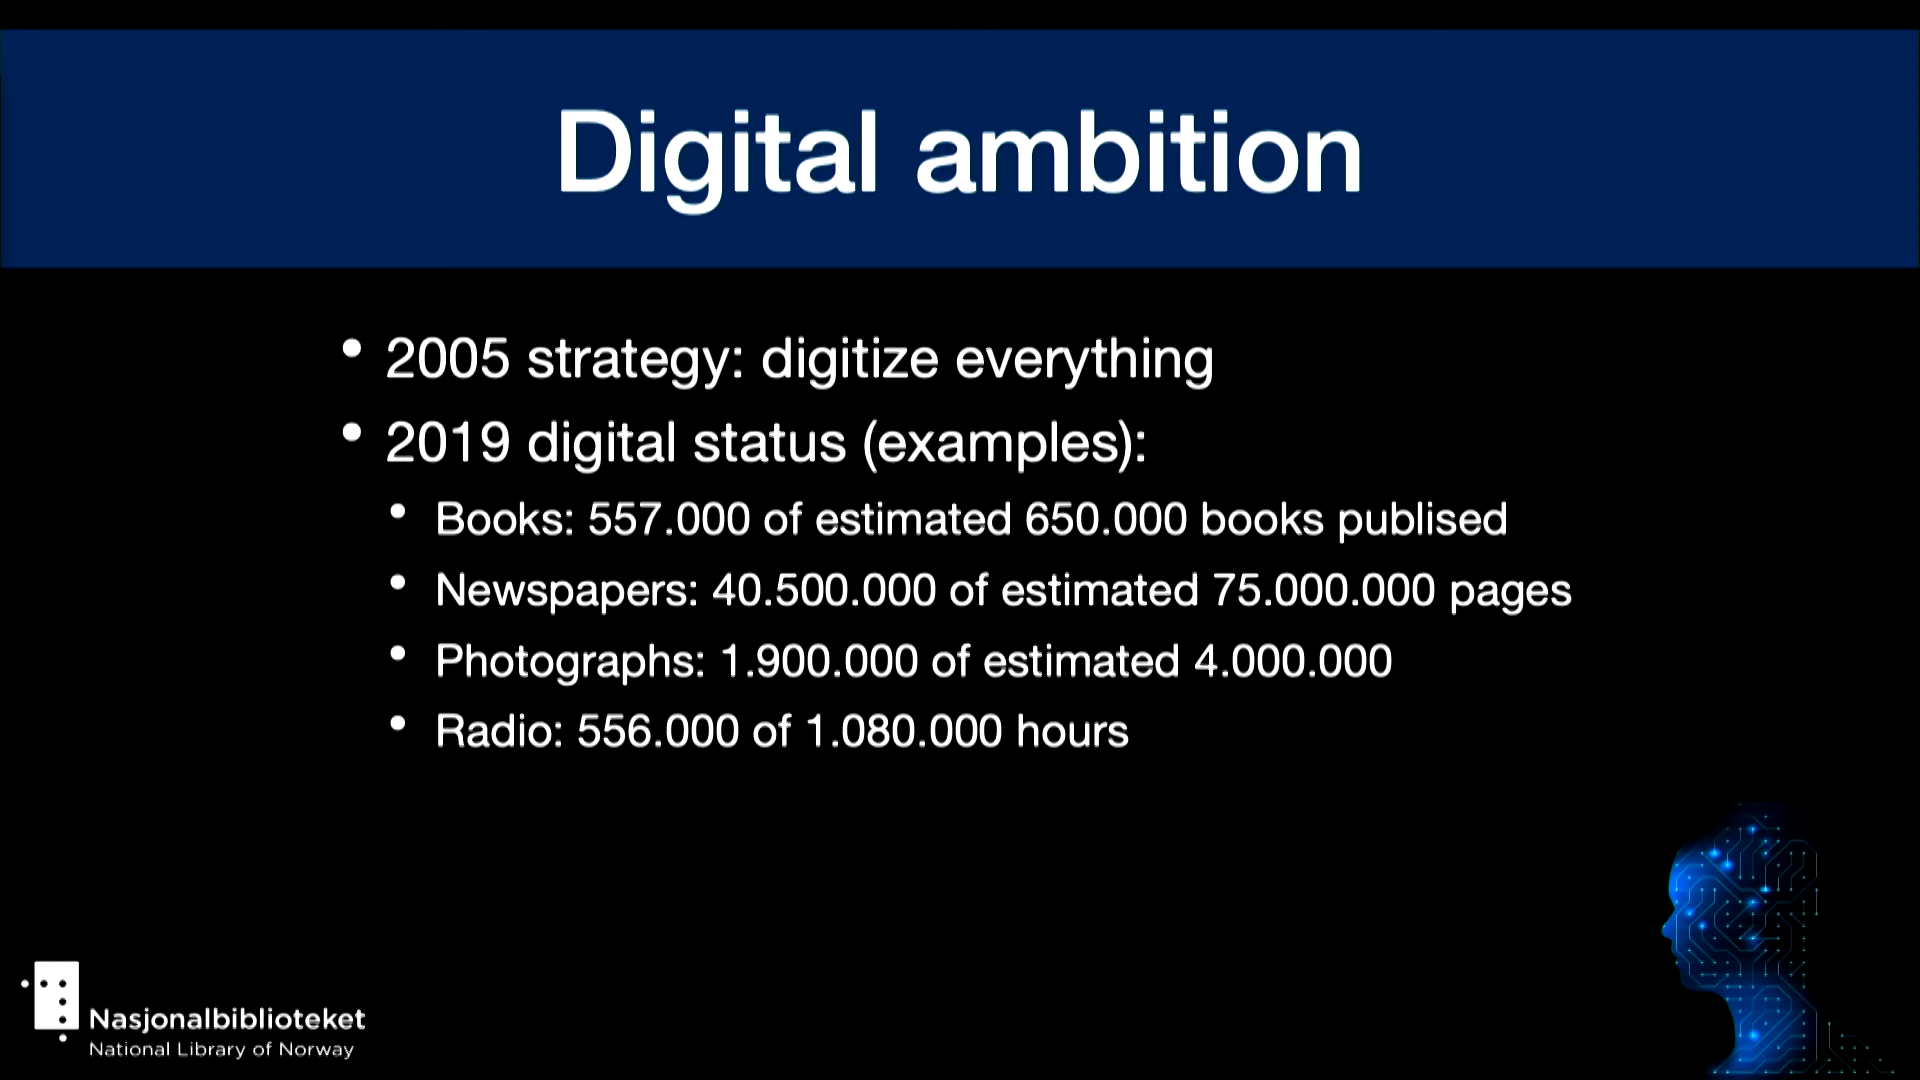 Digital ambition
• 2005 strategy: digitize everything
• 2019 digital status (examples):
• Books: 557.000 of estimated 650.000 books publised
• Newspapers: 40.500.000 of estimated 75.000.000 pages
• Photographs: 1.900.000 of estimated 4.000.000
• Radio: 556.000 of 1.080.000 hours
Nasjonalbiblioteket
National Library of Norway